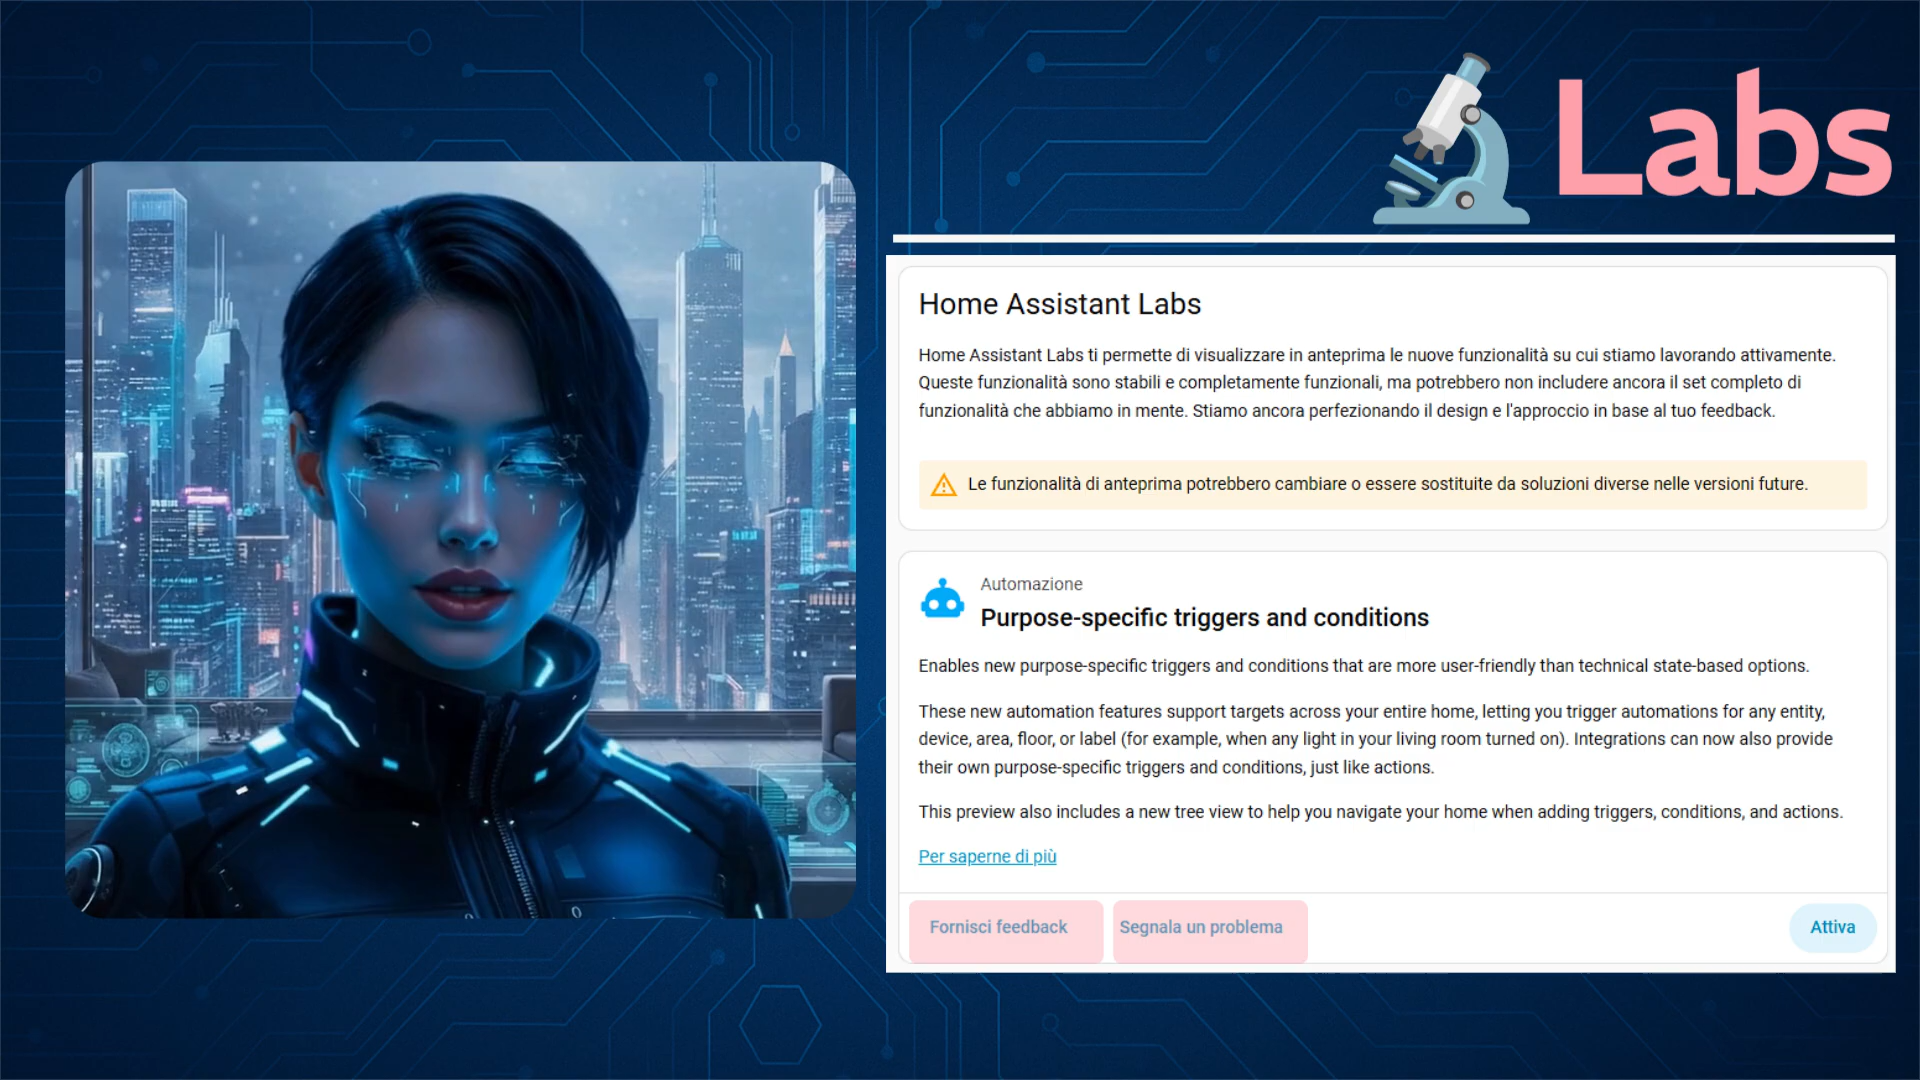 Labs
Home Assistant Labs
Home Assistant Labs ti permette di visualizzare in anteprima le nuove funzionalità su cui stiamo lavorando attivamente.
Queste funzionalità sono stabili e completamente funzionali, ma potrebbero non includere ancora il set completo di
funzionalità che abbiamo in mente. Stiamo ancora perfezionando il design e l'approccio in base al tuo feedback.
Le funzionalità di anteprima potrebbero cambiare o essere sostituite da soluzioni diverse nelle versioni future.
Automazione
Purpose-specific triggers and conditions
Enables new purpose-specific triggers and conditions that are more user-friendly than technical state-based options.
These new automation features support targets across your entire home, letting you trigger automations for any entity,
device, area, floor, or label (for example, when any light in your living room turned on). Integrations can now also provide
their own purpose-specific triggers and conditions, just like actions.
This preview also includes a new tree view to help you navigate your home when adding triggers, conditions, and actions.
Per saperne di più
Fornisci feedback
Segnala un problema
Attiva